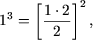 1^3 = \left[ \frac{1 \cdot 2}{2} \right]^2,